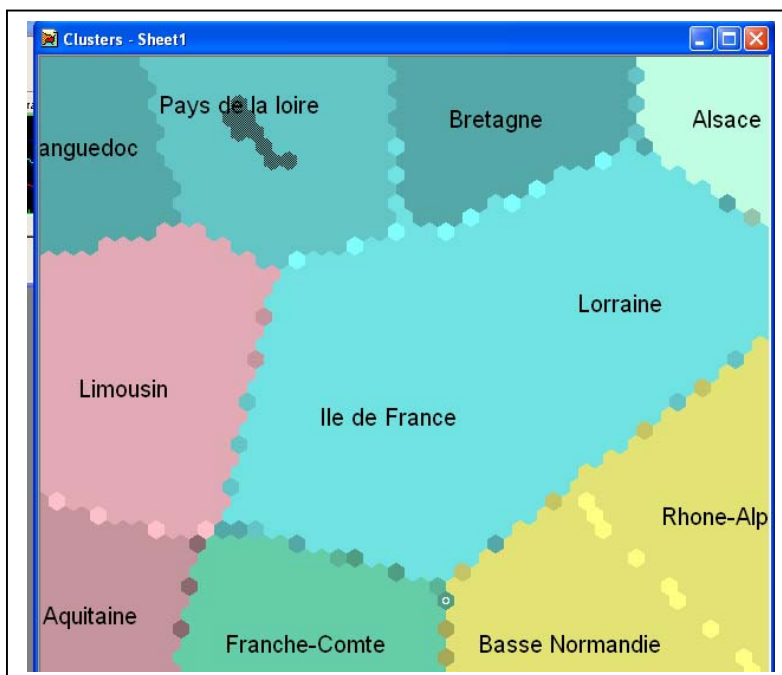 Clusters - Sheet1
Pays de la loire
Bretagne
Alsace
anguedoc
Lorraine
Limousin
Ile de France
Rhone-Alp
Aquitaine
Franche-Comte
Basse Normandie